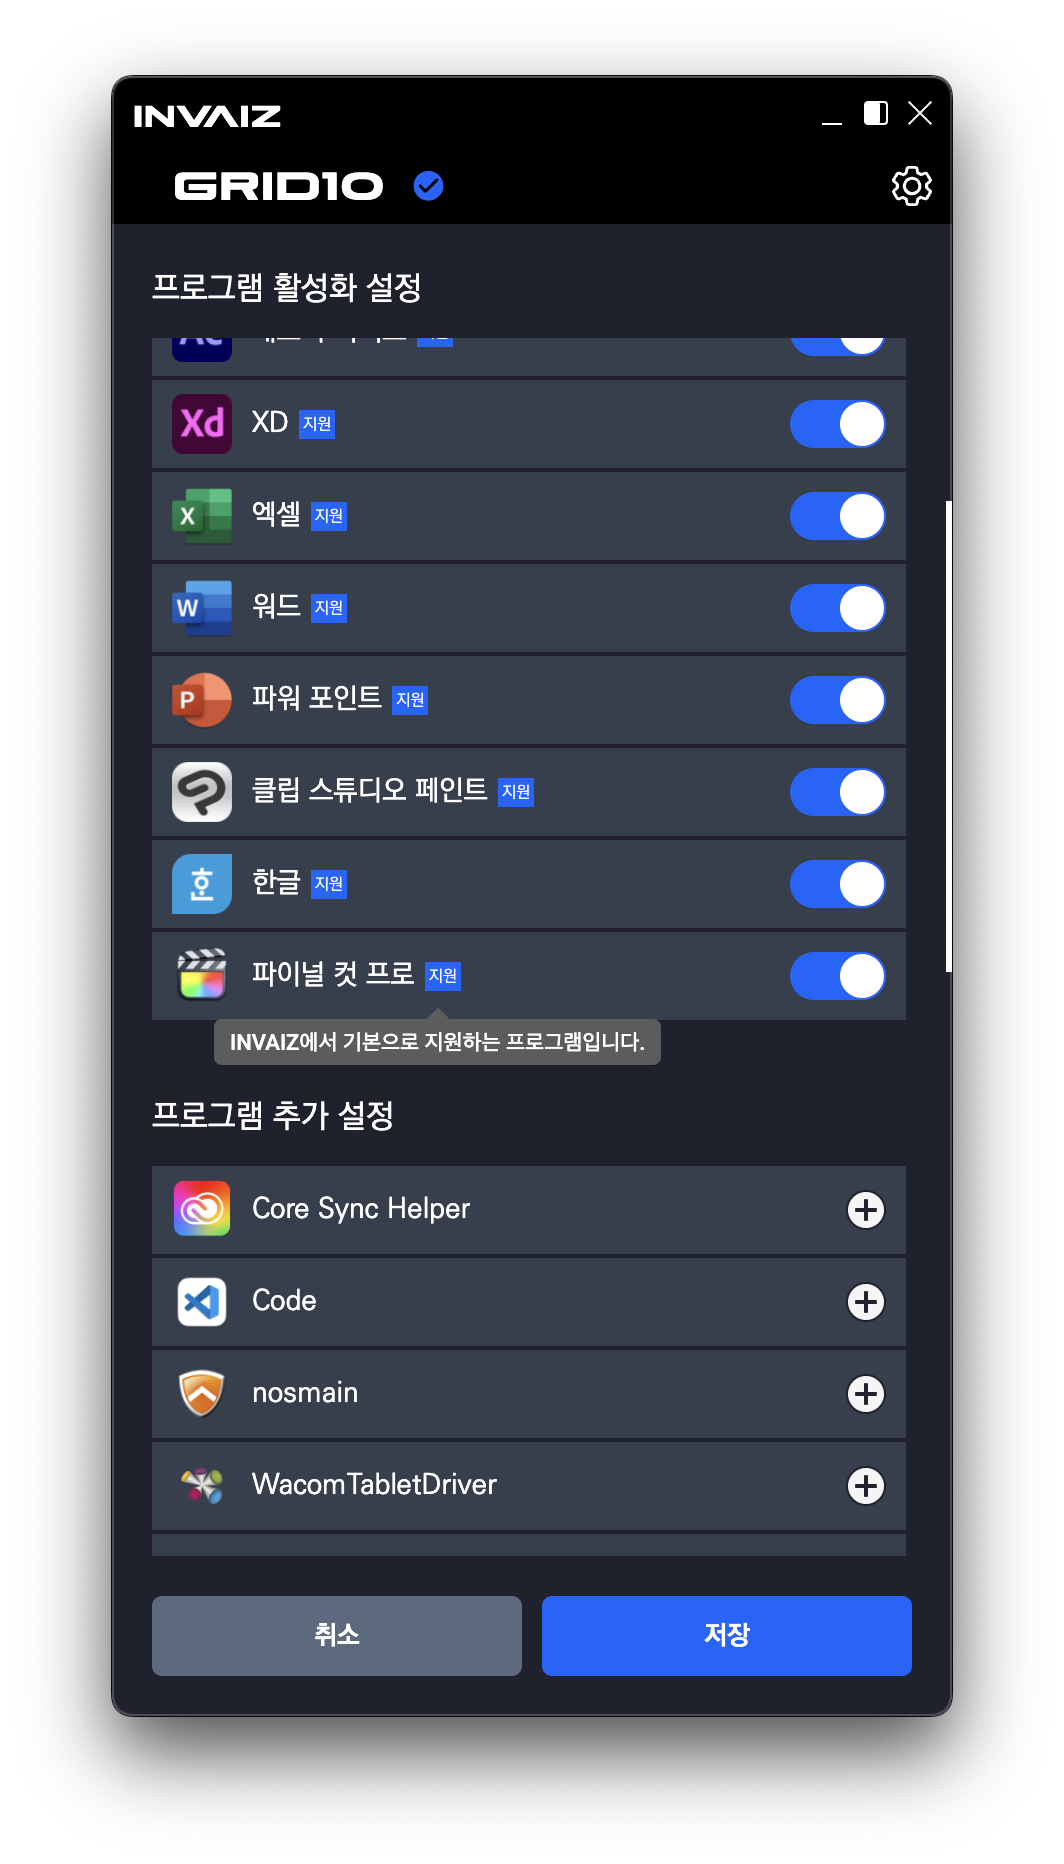 INVAIZ
GRID10
프로그램 활성화 설정
XD 지원
엑셀 지원
워드 지원
파워 포인트 지원
클립 스튜디오 페인트 지원
한글 지원
파이널 컷 프로 지원
INVAIZ에서 기본으로 지원하는 프로그램입니다.
프로그램 추가 설정
Core Sync Helper
Code
nosmain
WacomTabletDriver
취소 저장